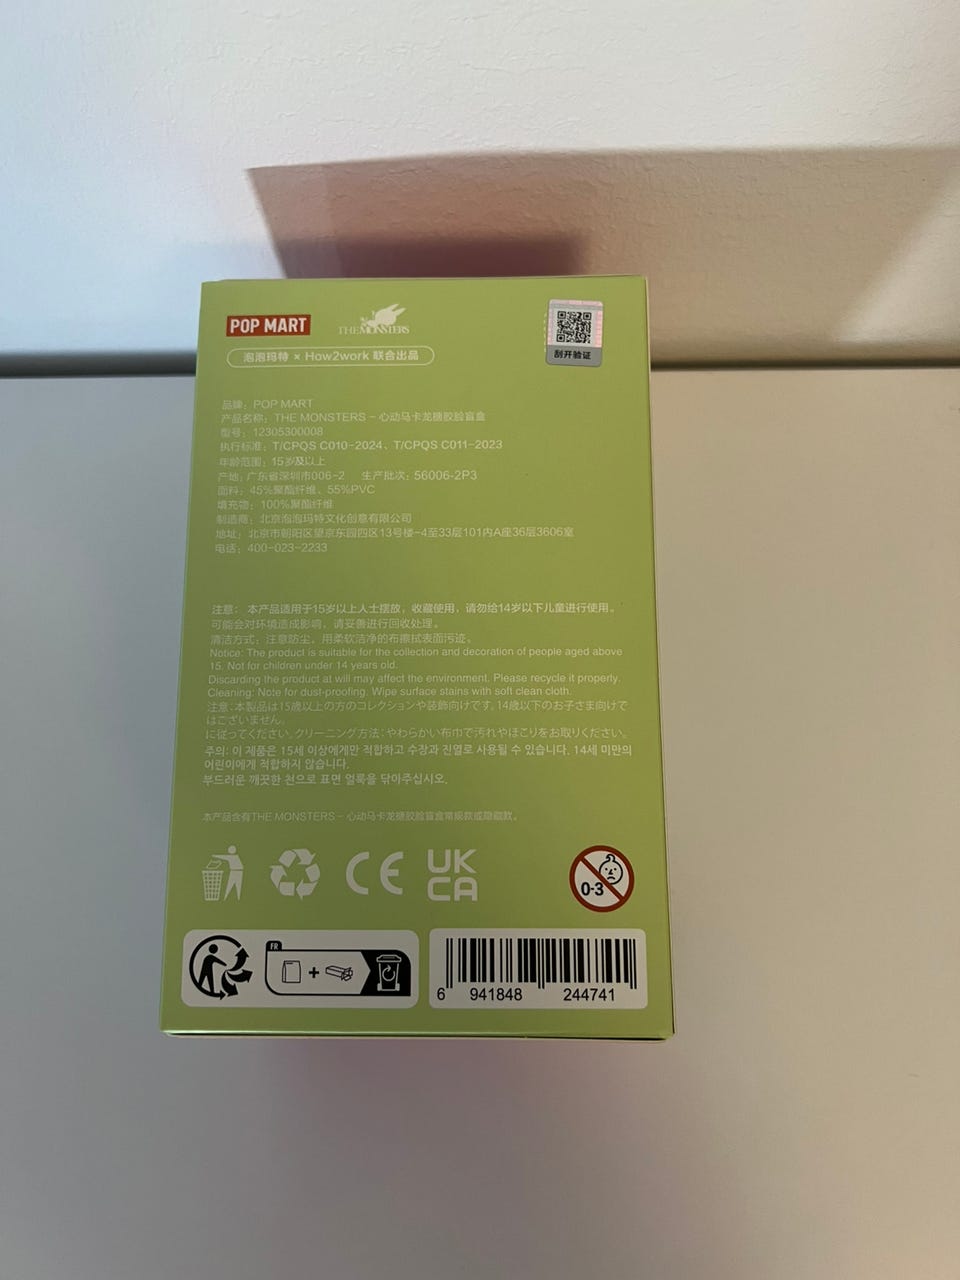 POP MART
THE MONSTERS
泡泡玛特 × How2work 联合出品
刮开验证
品牌：POP MART
产品名称：THE MONSTERS - 心动马卡龙搪胶脸盲盒
型号：12305300008
执行标准：T/CPQS C010-2024、T/CPQS C011-2023
年龄范围：15岁及以上
产地：广东省深圳市006-2 生产批次：56006-2P3
面料：45%聚酯纤维、55%PVC
填充物：100%聚酯纤维
制造商：北京泡泡玛特文化创意有限公司
地址：北京市朝阳区望京东园四区13号楼-4至33层101内A座36层3606室
电话：400-023-2233
注意：本产品适用于15岁以上人士摆放，收藏使用，请勿给14岁以下儿童进行使用。
可能会对环境造成影响，请妥善进行回收处理。
清洁方式：注意防尘，用柔软洁净的布擦拭表面污迹。
Notice: The product is suitable for the collection and decoration of people aged above
15. Not for children under 14 years old.
Discarding the product at will may affect the environment. Please recycle it properly.
Cleaning: Note for dust-proofing. Wipe surface stains with soft clean cloth.
注意:本製品は15歳以上の方のコレクションや装飾向けです。14歳以下のお子さま向けで
はございません。
に従ってください。クリーニング方法：やわらかい布巾で汚れやほこりをお取りください。
주의: 이 제품은 15세 이상에게만 적합하고 수장과 진열로 사용될 수 있습니다. 14세 미만의
어린이에게 적합하지 않습니다.
부드러운 깨끗한 천으로 표면 얼룩을 닦아주십시오.
本产品含有THE MONSTERS - 心动马卡龙搪胶脸盲盒常规款或隐藏款。
CE
UK
CA
0-3
FR
6 941848 244741